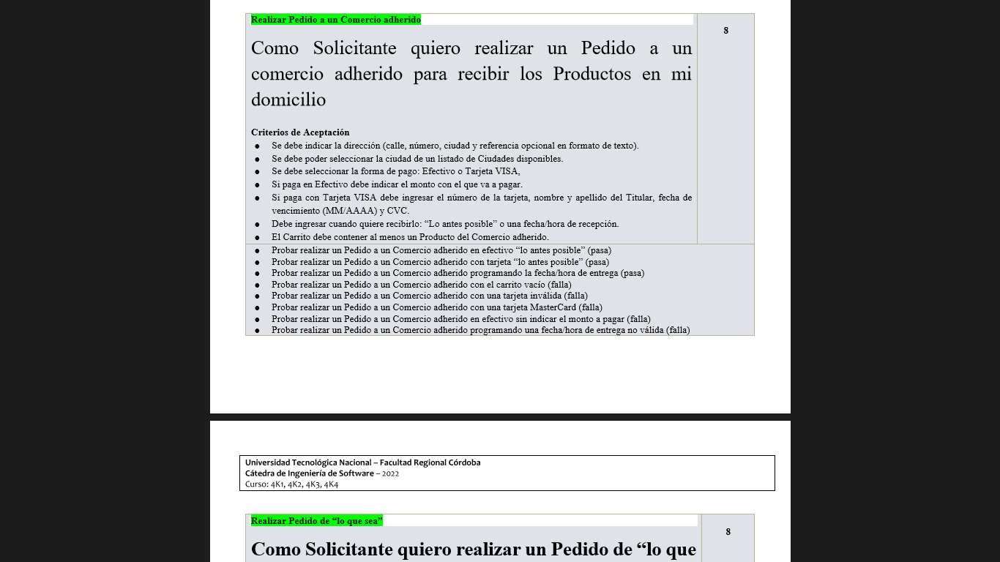 Realizar Pedido a un Comercio adherido
8
Como Solicitante quiero realizar un Pedido a un
comercio adherido para recibir los Productos en mi
domicilio
Criterios de Aceptación
● Se debe indicar la dirección (calle, número, ciudad y referencia opcional en formato de texto).
● Se debe poder seleccionar la ciudad de un listado de Ciudades disponibles.
● Se debe seleccionar la forma de pago: Efectivo o Tarjeta VISA,
● Si paga en Efectivo debe indicar el monto con el que va a pagar.
● Si paga con Tarjeta VISA debe ingresar el número de la tarjeta, nombre y apellido del Titular, fecha de
vencimiento (MM/AAAA) y CVC.
● Debe ingresar cuando quiere recibirlo: “Lo antes posible” o una fecha/hora de recepción.
● El Carrito debe contener al menos un Producto del Comercio adherido.
● Probar realizar un Pedido a un Comercio adherido en efectivo “lo antes posible” (pasa)
● Probar realizar un Pedido a un Comercio adherido con tarjeta “lo antes posible” (pasa)
● Probar realizar un Pedido a un Comercio adherido programando la fecha/hora de entrega (pasa)
● Probar realizar un Pedido a un Comercio adherido con el carrito vacío (falla)
● Probar realizar un Pedido a un Comercio adherido con una tarjeta inválida (falla)
● Probar realizar un Pedido a un Comercio adherido con una tarjeta MasterCard (falla)
● Probar realizar un Pedido a un Comercio adherido en efectivo sin indicar el monto a pagar (falla)
● Probar realizar un Pedido a un Comercio adherido programando una fecha/hora de entrega no válida (falla)
Universidad Tecnológica Nacional – Facultad Regional Córdoba
Cátedra de Ingeniería de Software – 2022
Curso: 4K1, 4K2, 4K3, 4K4
Realizar Pedido de “lo que sea”
8
Como Solicitante quiero realizar un Pedido de “lo que